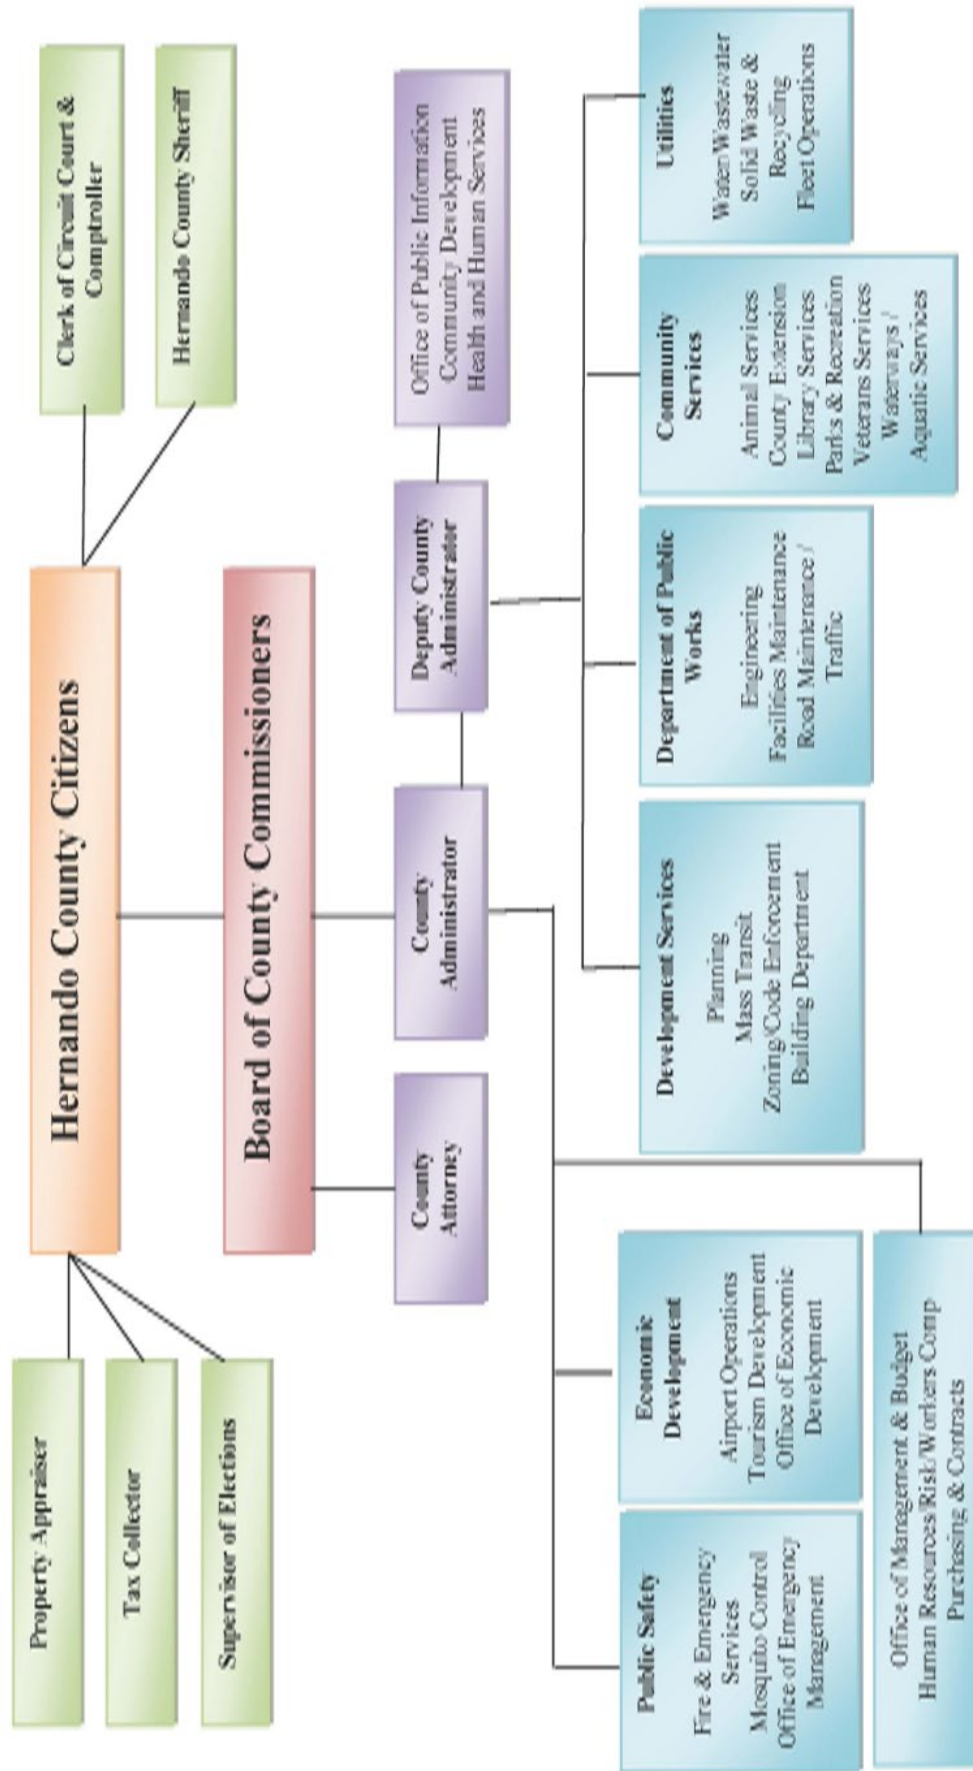 Property Appraiser
Tax Collector
Supervisor of Elections
Hernando County Citizens
Clerk of Circuit Court &
Comptroller
Hernando County Sheriff
Board of County Commissioners
County
Attorney
County
Administrator
Deputy County
Administrator
Office of Public Information
Community Development
Health and Human Services
Public Safety
Fire & Emergency
Services
Mosquito Control
Office of Emergency
Management
Economic
Development
Airport Operations
Tourism Development
Office of Economic
Development
Office of Management & Budget
Human Resources/Risk/Workers Comp
Purchasing & Contracts
Development Services
Planning
Mass Transit
Zoning/Code Enforcement
Building Department
Department of Public
Works
Engineering
Facilities Maintenance
Road Maintenance /
Traffic
Community
Services
Animal Services
County Extension
Library Services
Parks & Recreation
Veterans Services
Waterways /
Aquatic Services
Utilities
Water/Wastewater
Solid Waste &
Recycling
Fleet Operations